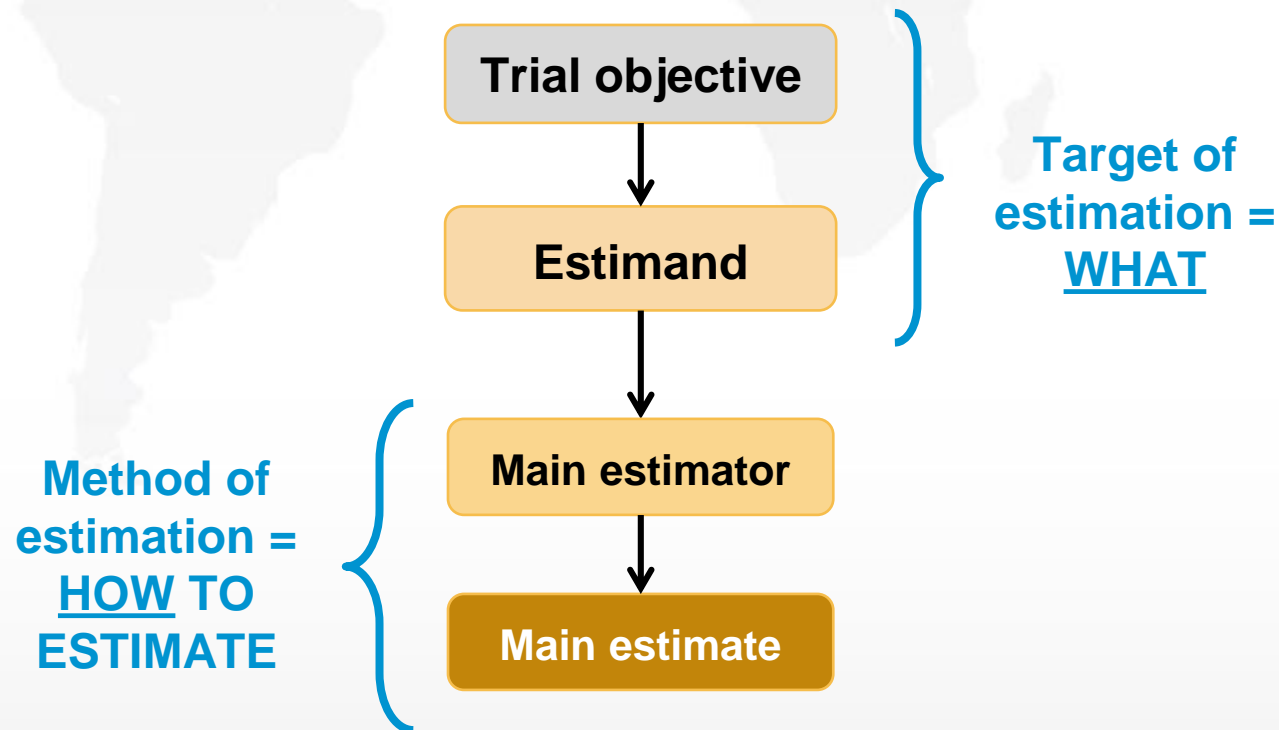 Trial objective
Target of
estimation =
WHAT
Estimand
Main estimator
Method of
estimation =
HOW TO
ESTIMATE
Main estimate